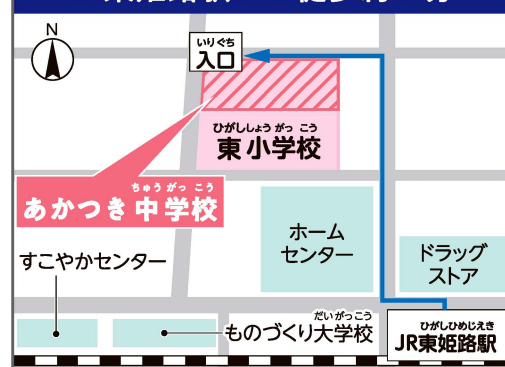 N
いりぐち
入口
ひがししょうがっこう
東小学校
ちゅうがっこう
あかつき中学校
ホーム
センター
ドラッグ
ストア
すこやかセンター
だいがっこう
ものづくり大学校
ひがしひめじえき
JR東姫路駅